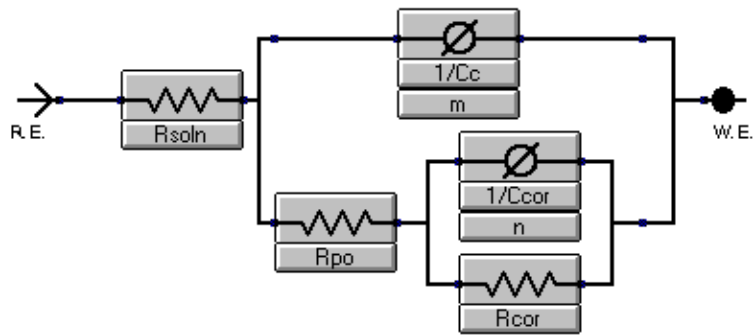 1/Cc
m
R. E.
Rsoln
W. E.
1/Ccor
n
Rpo
Rcor